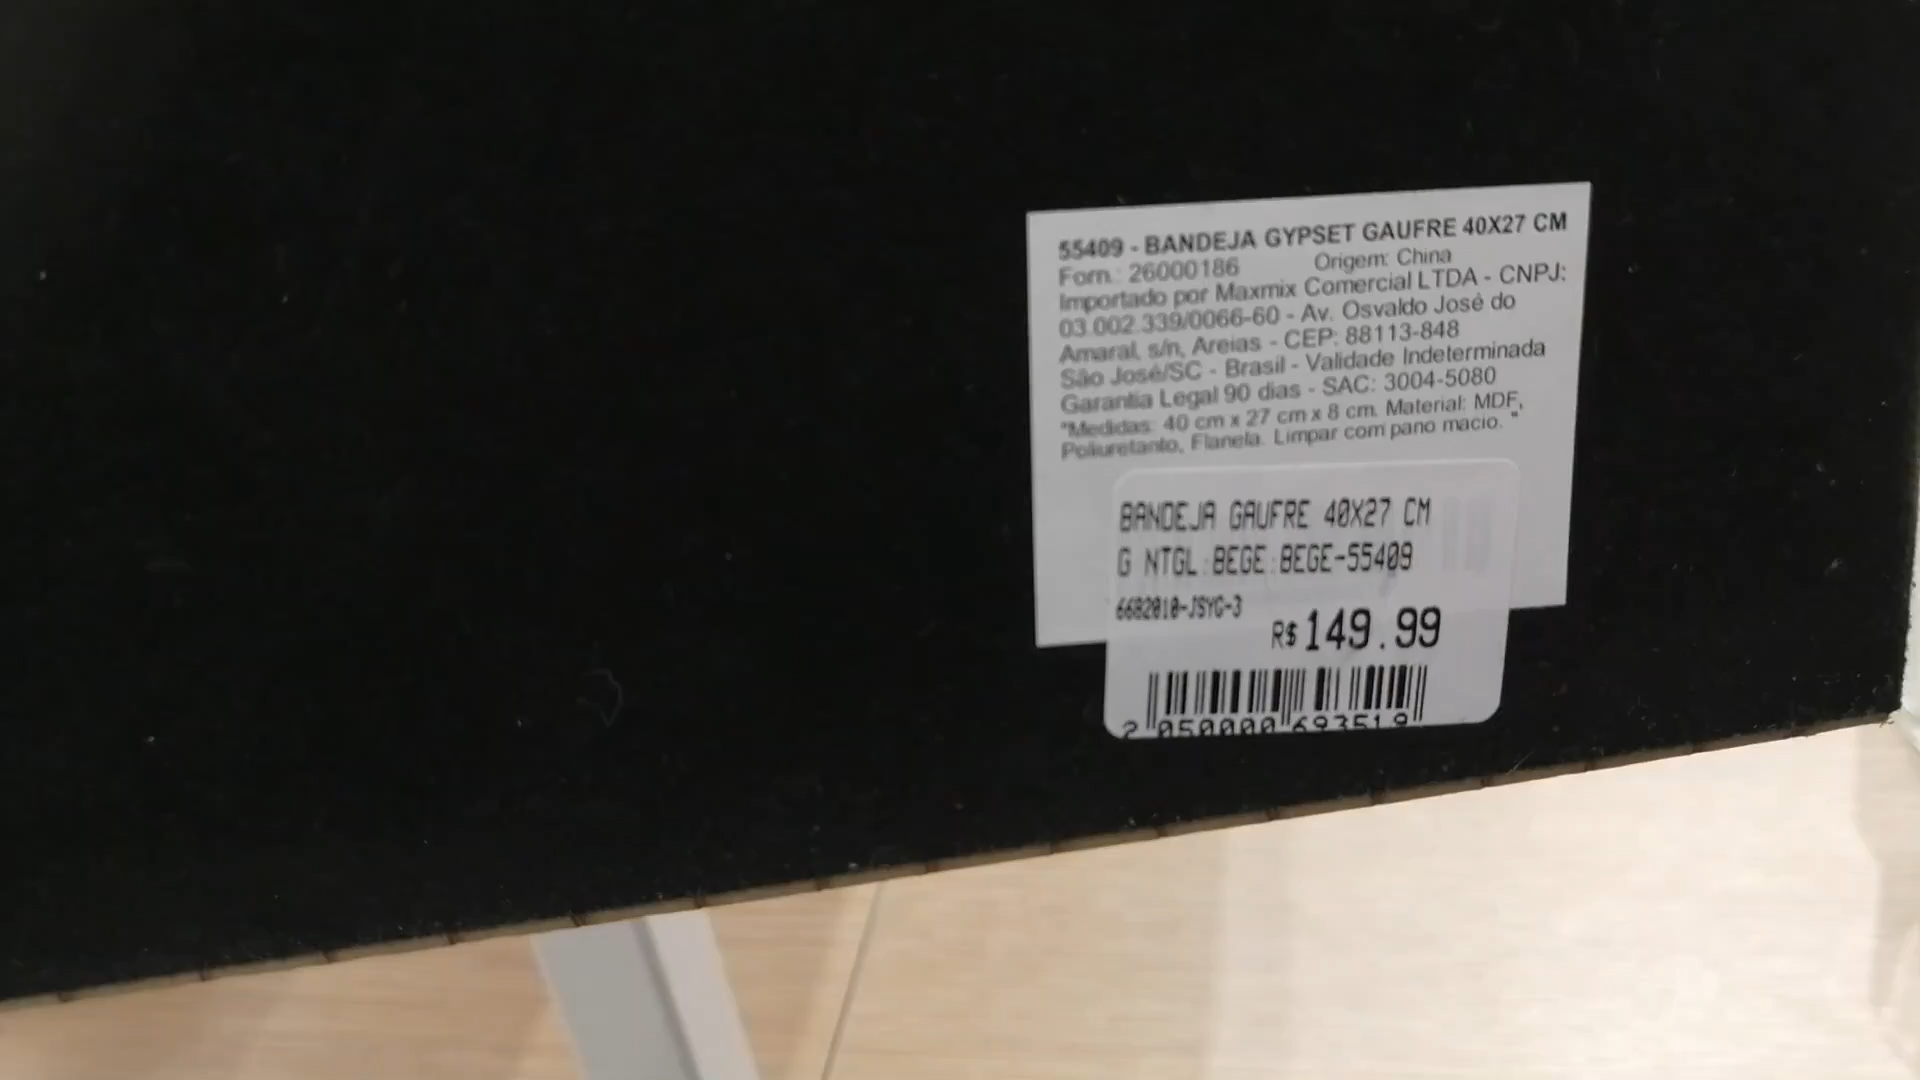 55409 - BANDEJA GYPSET GAUFRE 40X27 CM
Forn.: 26000186 Origem: China
Importado por Maxmix Comercial LTDA - CNPJ:
03.002.339/0066-60 - Av. Osvaldo José do
Amaral, s/n, Areias - CEP: 88113-848
São José/SC - Brasil - Validade Indeterminada
Garantia Legal 90 dias - SAC: 3004-5080
"Medidas: 40 cm x 27 cm x 8 cm. Material: MDF,
Poliuretanto, Flanela. Limpar com pano macio. "
BANDEJA GAUFRE 40X27 CM
G NTGL:BEGE:BEGE-55409
6682010-JSYG-3
R$149.99
2 050000 693519